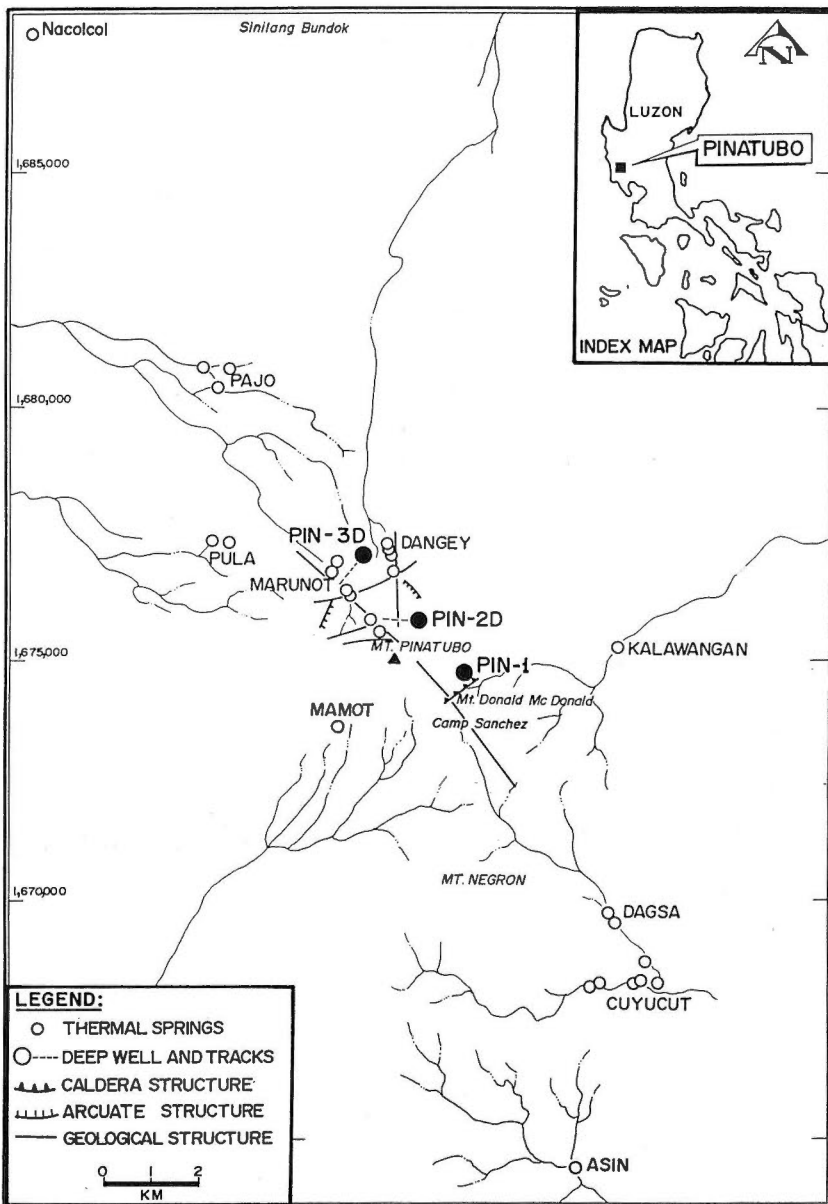 Nacolcol
Sinilang Bundok
N
LUZON
PINATUBO
INDEX MAP
1,685,000
PAJO
1,680,000
PIN-3D
DANGEY
PULA
MARUNOT
PIN-2D
1,675,000
MT. PINATUBO
KALAWANGAN
PIN-1
Mt. Donald Mc Donald
MAMOT
Camp Sanchez
MT. NEGRON
1,670,000
DAGSA
CUYUCUT
LEGEND:
THERMAL SPRINGS
DEEP WELL AND TRACKS
CALDERA STRUCTURE
ARCUATE STRUCTURE
GEOLOGICAL STRUCTURE
0 1 2
KM
ASIN